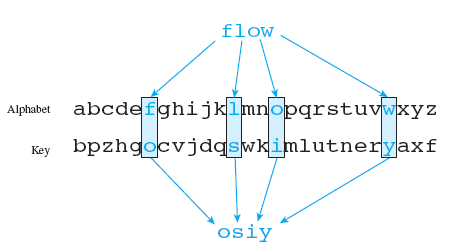 flow
Alphabet abcdefghijklmnopqrstuvwxyz
Key bpzhgocvjdqswkimlutneryaxf
osiy